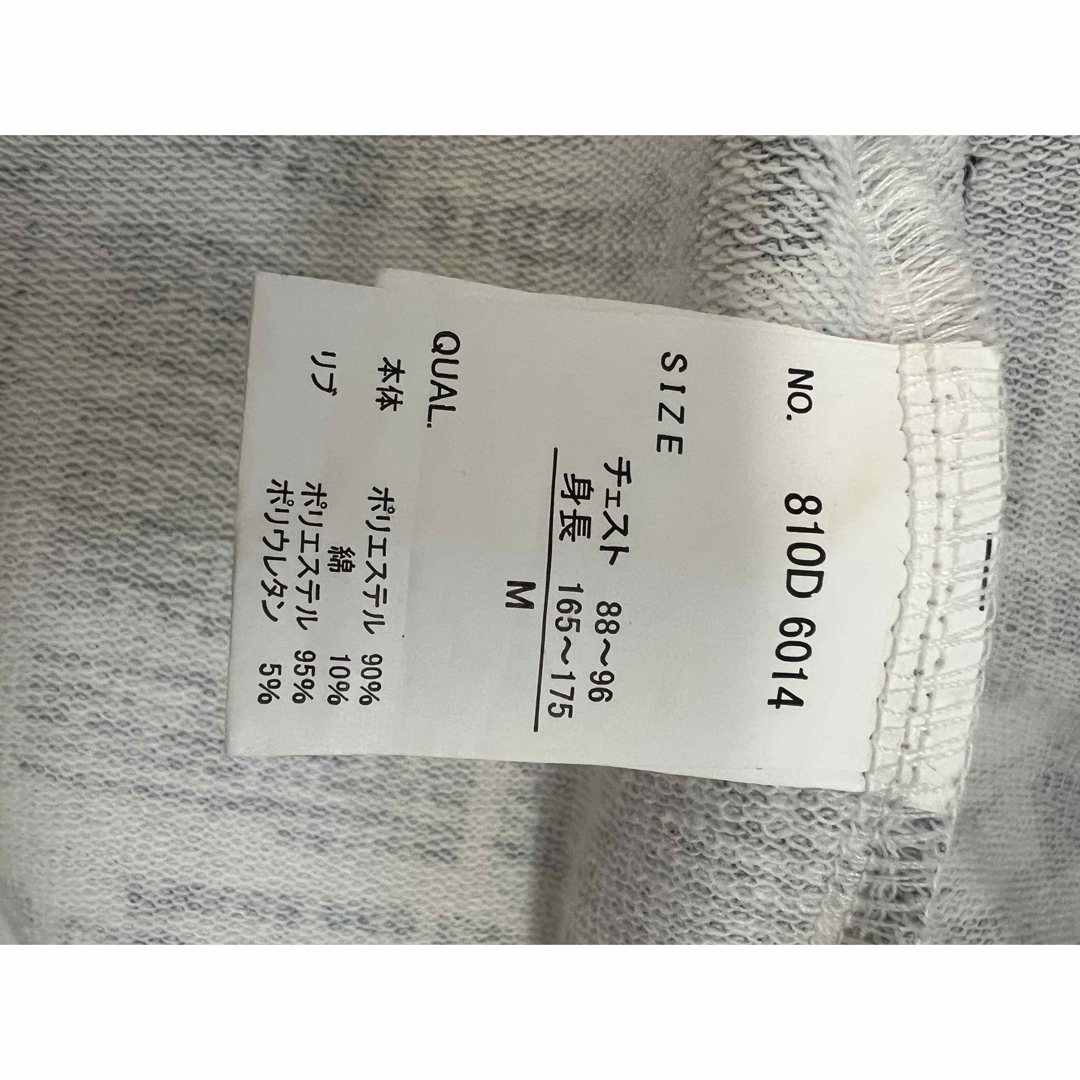 NO. 810D 6014
SIZE
チェスト 88～96
身長 165～175
M
QUAL.
本体 ポリエステル 90%
綿 10%
リブ ポリエステル 95%
ポリウレタン 5%